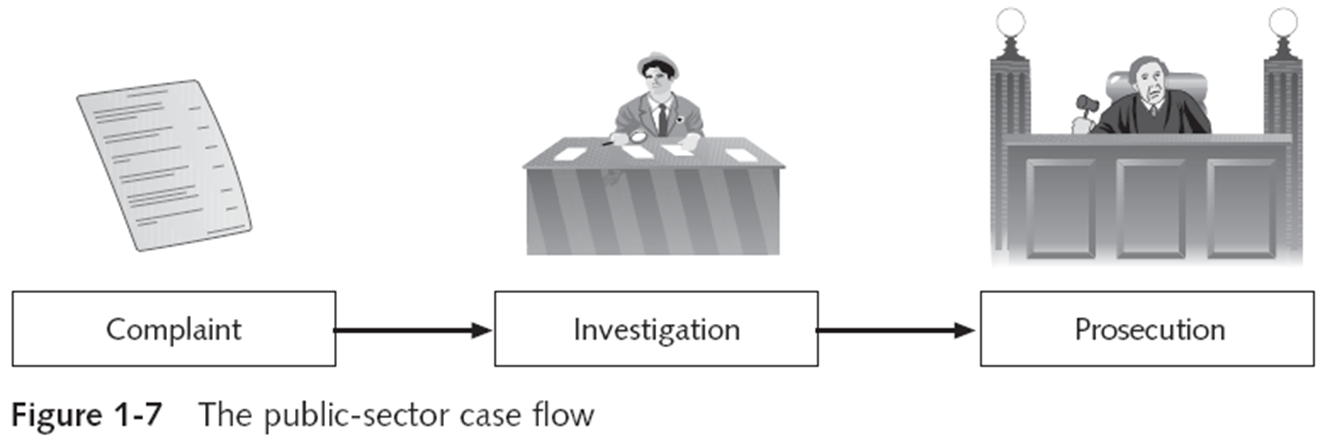 Complaint
Investigation
Prosecution
Figure 1-7 The public-sector case flow